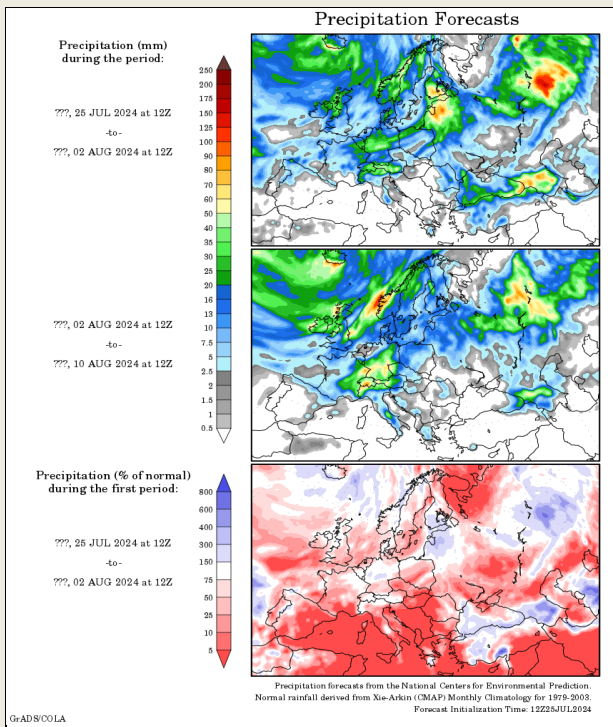 Precipitation Forecasts
Precipitation (mm)
during the period:
???, 25 JUL 2024 at 12Z
-to-
???, 02 AUG 2024 at 12Z
250
200
175
150
125
100
90
80
70
60
50
40
35
30
25
20
16
13
10
7.5
5
2.5
2
1.5
1
0.5
???, 02 AUG 2024 at 12Z
-to-
???, 10 AUG 2024 at 12Z
Precipitation (% of normal)
during the first period:
???, 25 JUL 2024 at 12Z
-to-
???, 02 AUG 2024 at 12Z
800
600
400
300
150
75
50
25
10
5
Precipitation forecasts from the National Centers for Environmental Prediction.
Normal rainfall derived from Xie-Arkin (CMAP) Monthly Climatology for 1979-2003.
Forecast Initialization Time: 12Z25JUL2024
GrADS/COLA